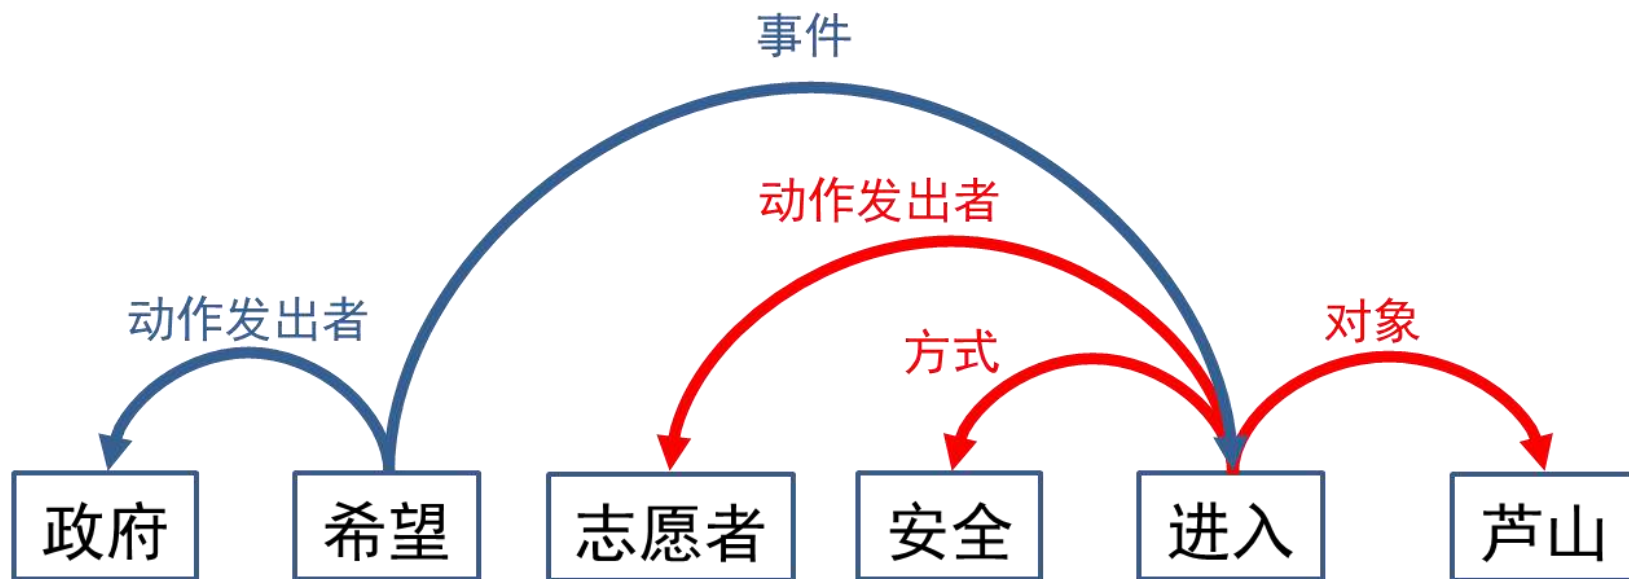 事件
动作发出者
动作发出者
方式
对象
政府 希望 志愿者 安全 进入 芦山